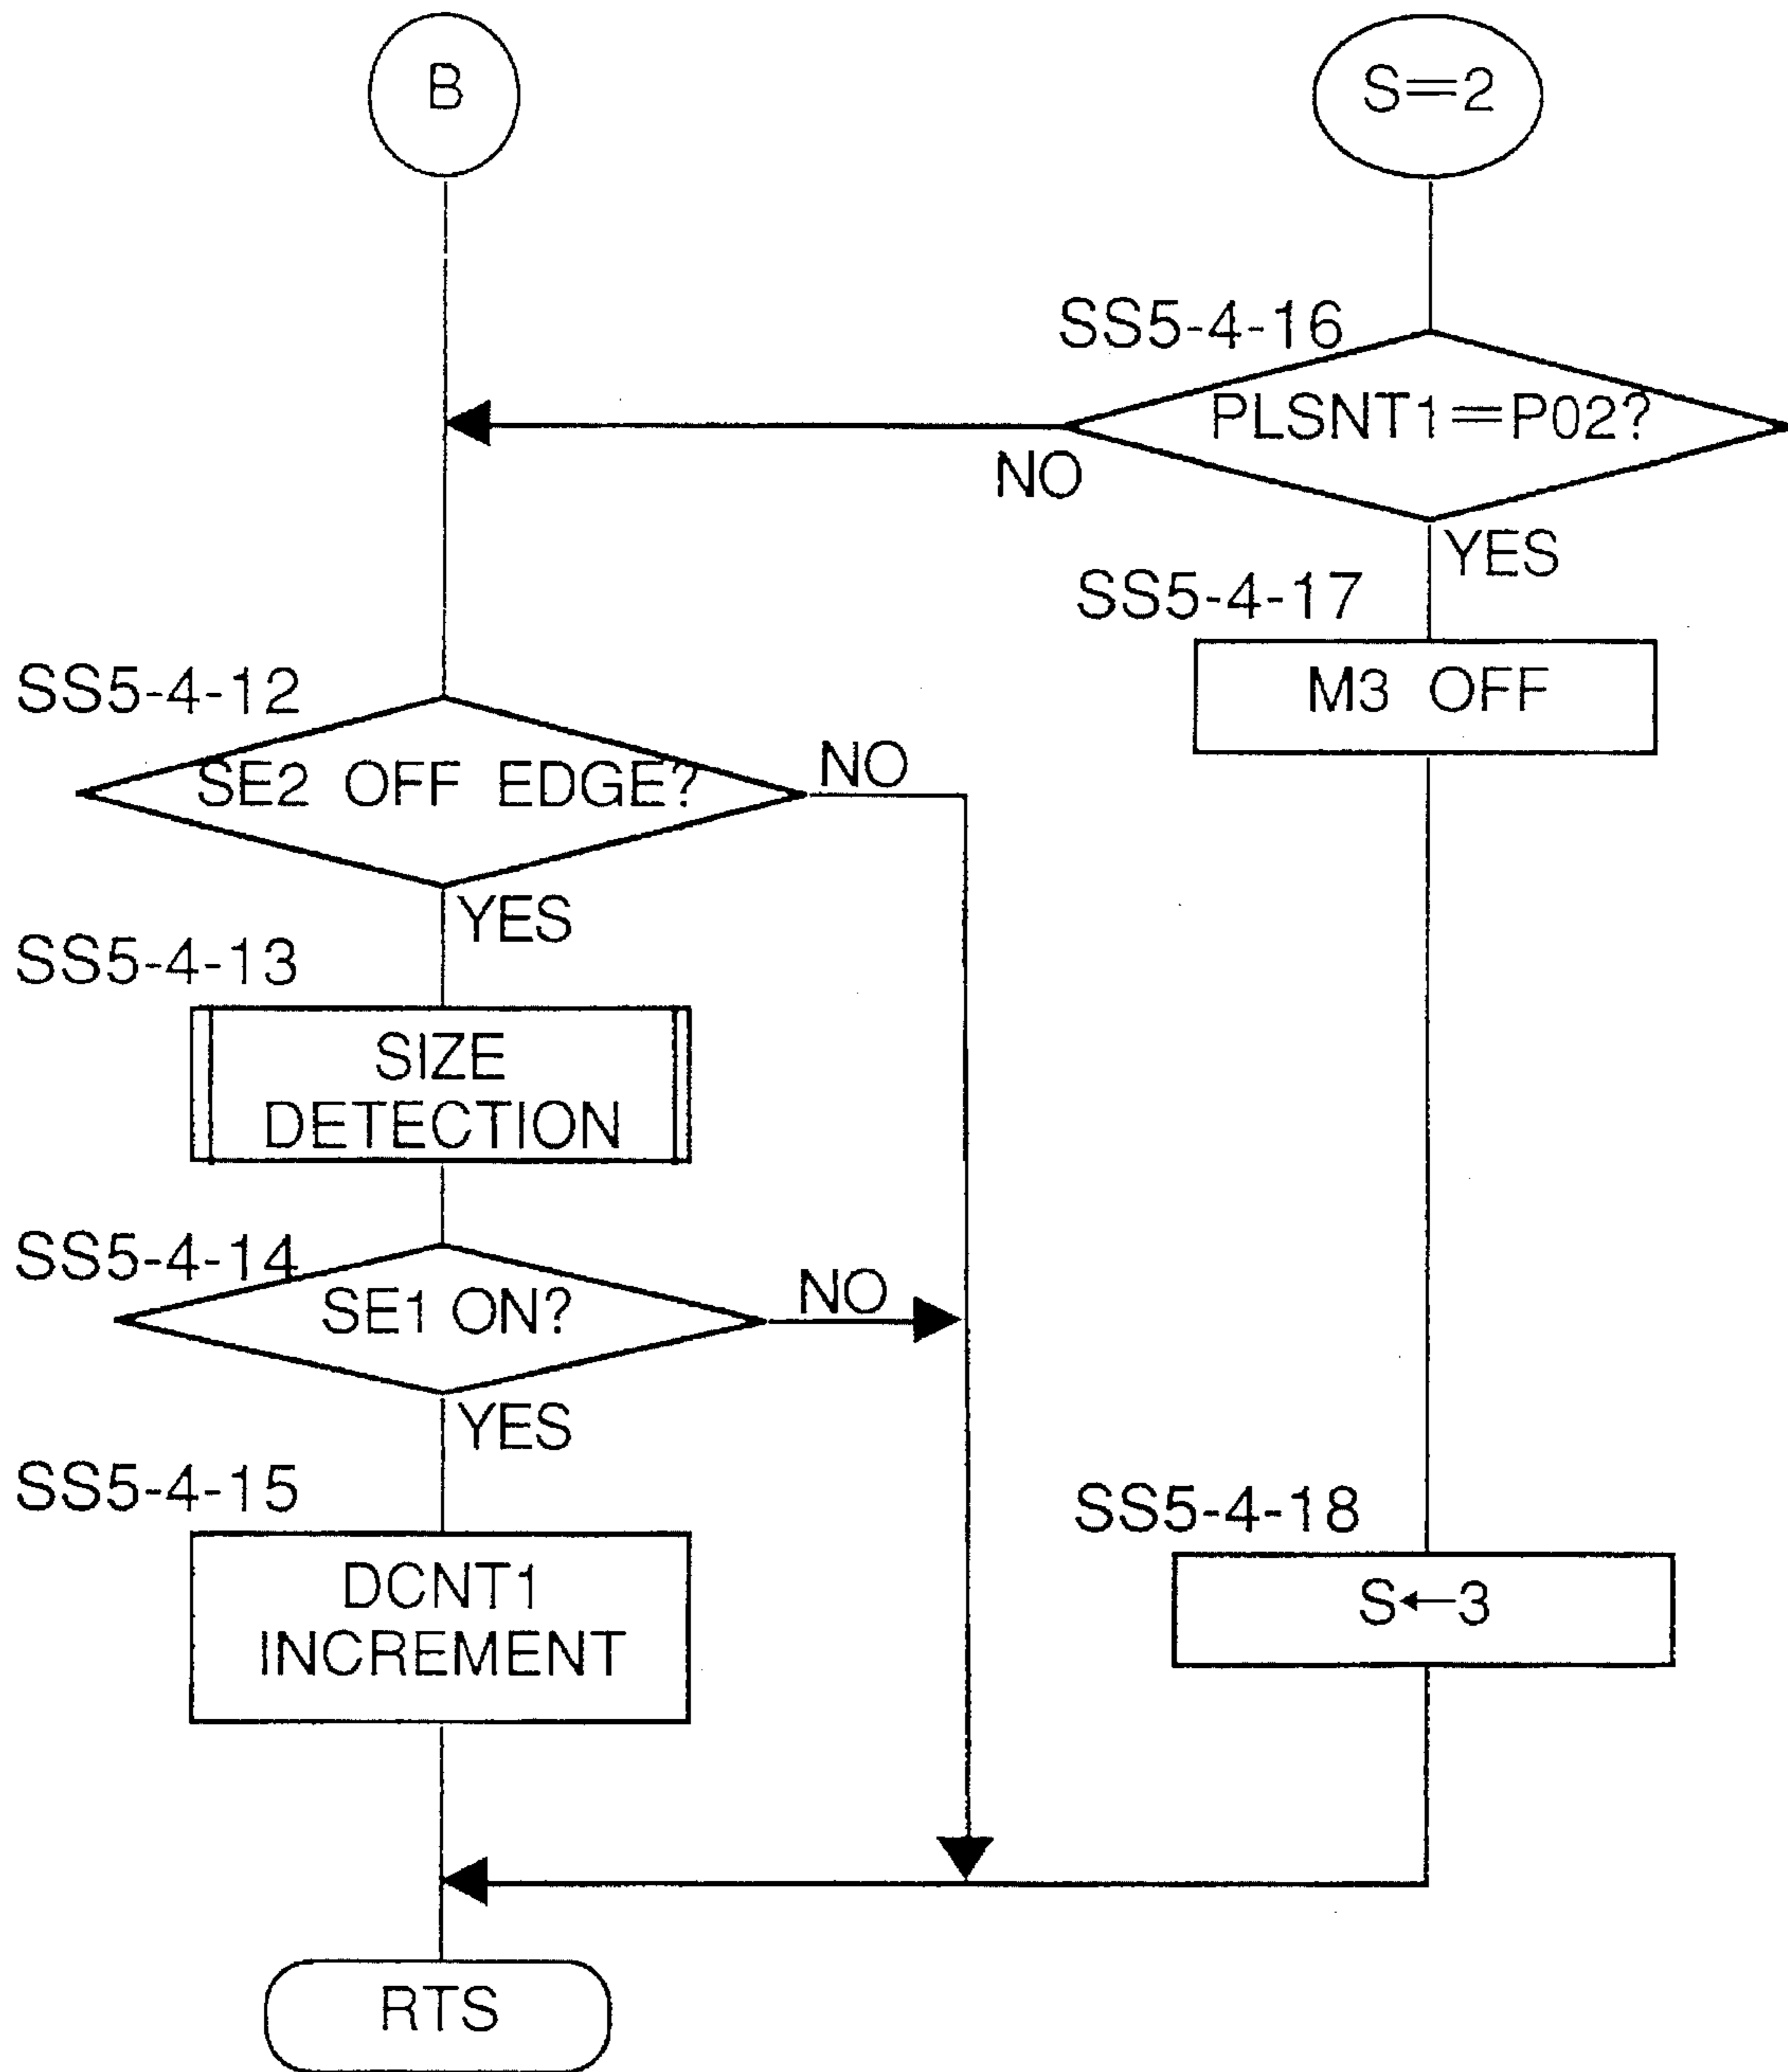 B
S=2
SS5-4-16
PLSNT1=P02?
NO
YES
SS5-4-17
M3 OFF
SS5-4-12
SE2 OFF EDGE?
NO
YES
SS5-4-13
SIZE
DETECTION
SS5-4-14
SE1 ON?
NO
YES
SS5-4-15
DCNT1
INCREMENT
SS5-4-18
S←3
RTS